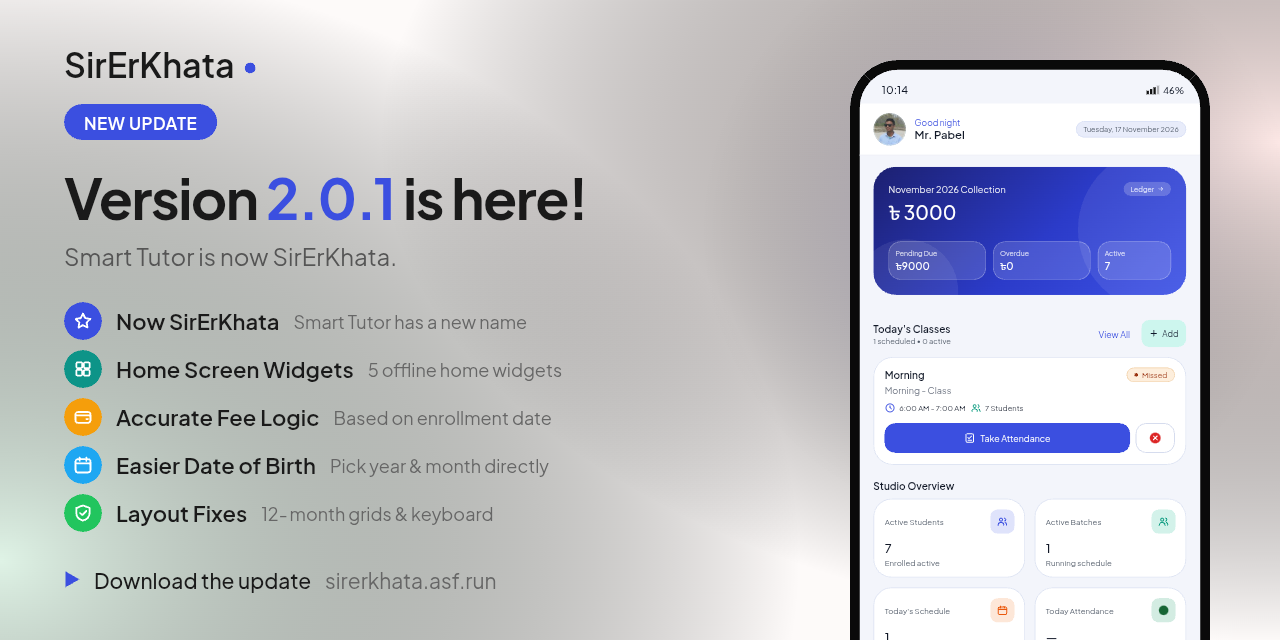 SirErKhata
NEW UPDATE
Version 2.0.1 is here!
Smart Tutor is now SirErKhata.
Now SirErKhata Smart Tutor has a new name
Home Screen Widgets 5 offline home widgets
Accurate Fee Logic Based on enrollment date
Easier Date of Birth Pick year & month directly
Layout Fixes 12-month grids & keyboard
Download the update sirerkhata.asf.run
10:14 46%
Good night
Mr. Pabel
Tuesday, 17 November 2026
November 2026 Collection
Ledger →
৳ 3000
Pending Due Overdue Active
৳9000 ৳0 7
Today's Classes
1 scheduled • 0 active
View All
+ Add
Morning
Missed
Morning - Class
6:00 AM - 7:00 AM 7 Students
Take Attendance
Studio Overview
Active Students Active Batches
7 1
Enrolled active Running schedule
Today's Schedule Today Attendance
1 —